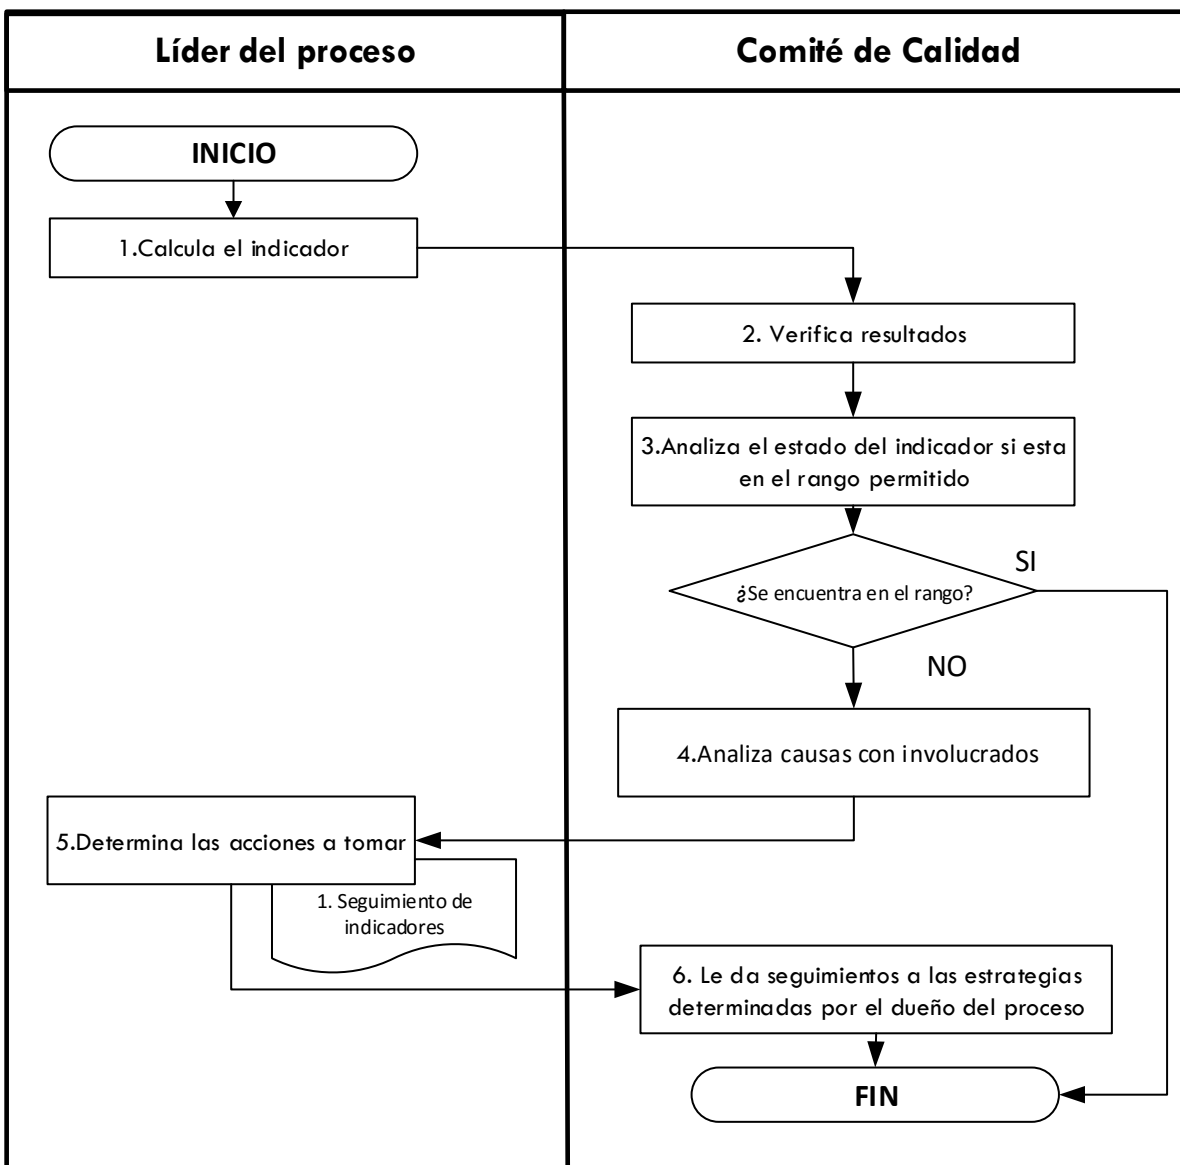 Líder del proceso
Comité de Calidad
INICIO
1.Calcula el indicador
2. Verifica resultados
3.Analiza el estado del indicador si esta
en el rango permitido
SI
¿Se encuentra en el rango?
NO
4.Analiza causas con involucrados
5.Determina las acciones a tomar
1. Seguimiento de
indicadores
6. Le da seguimientos a las estrategias
determinadas por el dueño del proceso
FIN